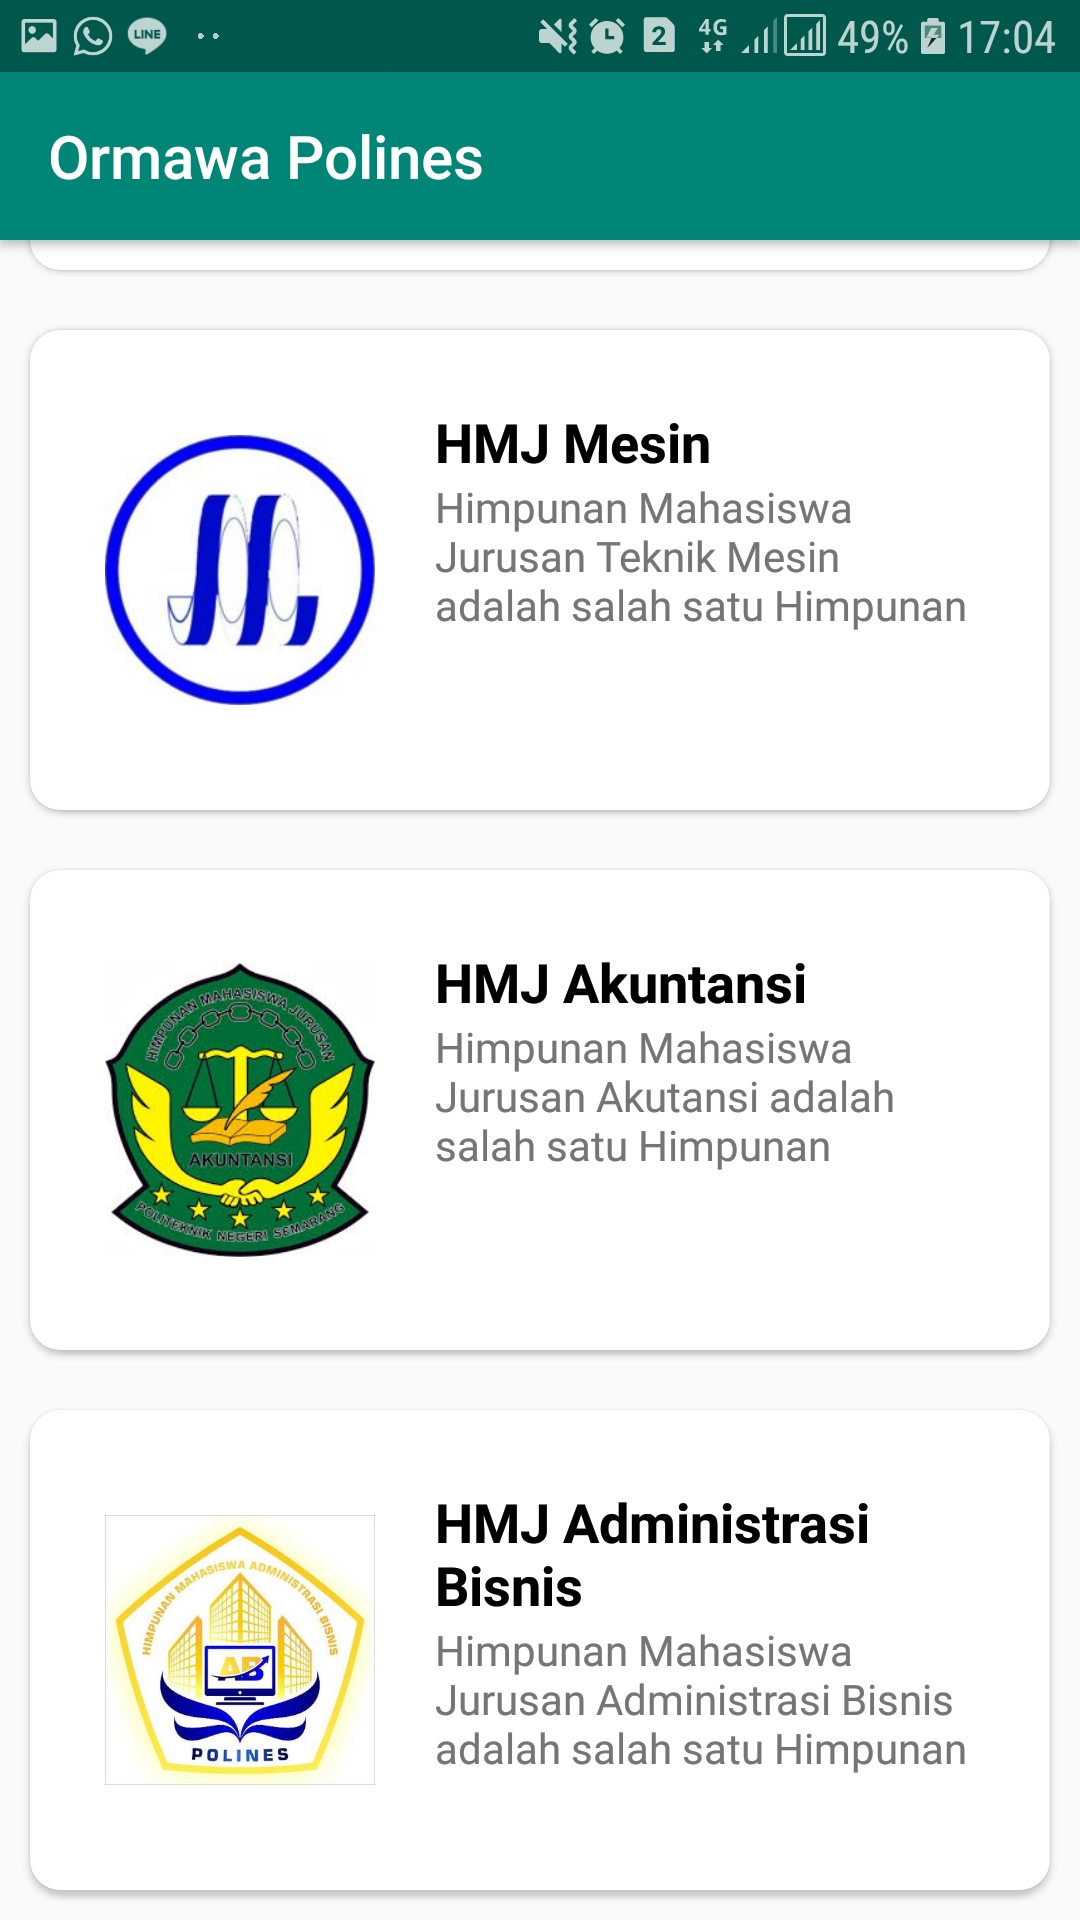 LINE
2
4G
49%
17:04
Ormawa Polines
HMJ Mesin
Himpunan Mahasiswa
Jurusan Teknik Mesin
adalah salah satu Himpunan
HIMPUNAN MAHASISWA JURUSAN
AKUNTANSI
POLITEKNIK NEGERI SEMARANG
HMJ Akuntansi
Himpunan Mahasiswa
Jurusan Akutansi adalah
salah satu Himpunan
HIMPUNAN MAHASISWA ADMINISTRASI BISNIS
AB
POLINES
HMJ Administrasi
Bisnis
Himpunan Mahasiswa
Jurusan Administrasi Bisnis
adalah salah satu Himpunan